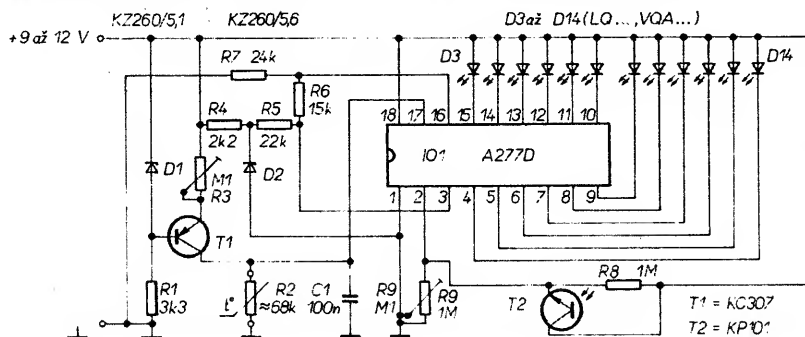 KZ260/5,1 KZ260/5,6 D3až D14 (LQ..., VQA...)
+9 až 12 V
D3 D14
R7 24k
R6
15k
R4 R5
2k2 22k
18 17 16 15 14 13 12 11 10
IO1 A277D
1 2 3 4 5 6 7 8 9
D1 M1 D2
R3
T1
R1
3k3
t°
R2
≈68k
C1
100n
R9
M1
R9
1M
T2
R8 1M
T1 = KC307
T2 = KP101